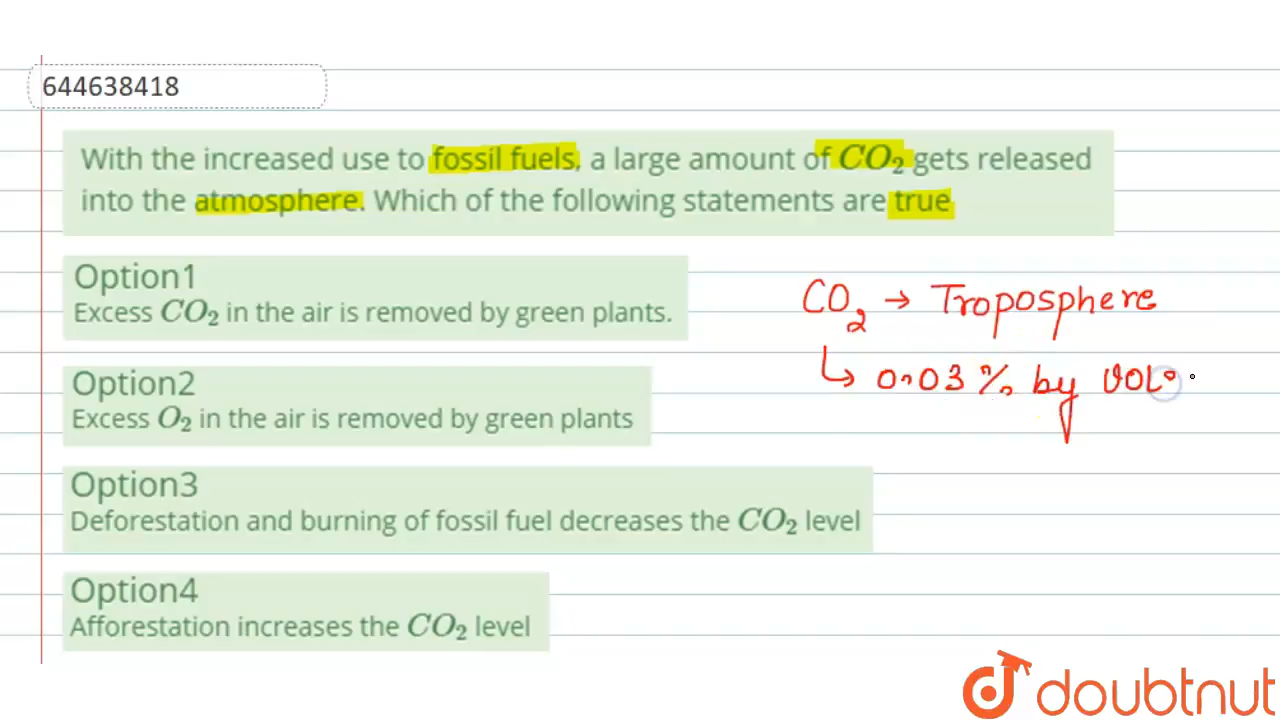 644638418
With the increased use to fossil fuels, a large amount of CO₂ gets released
into the atmosphere. Which of the following statements are true
Option1
Excess CO₂ in the air is removed by green plants.
CO₂ → Troposphere
↳ 0.03 % by vol.
Option2
Excess O₂ in the air is removed by green plants
Option3
Deforestation and burning of fossil fuel decreases the CO₂ level
Option4
Afforestation increases the CO₂ level
doubtnut